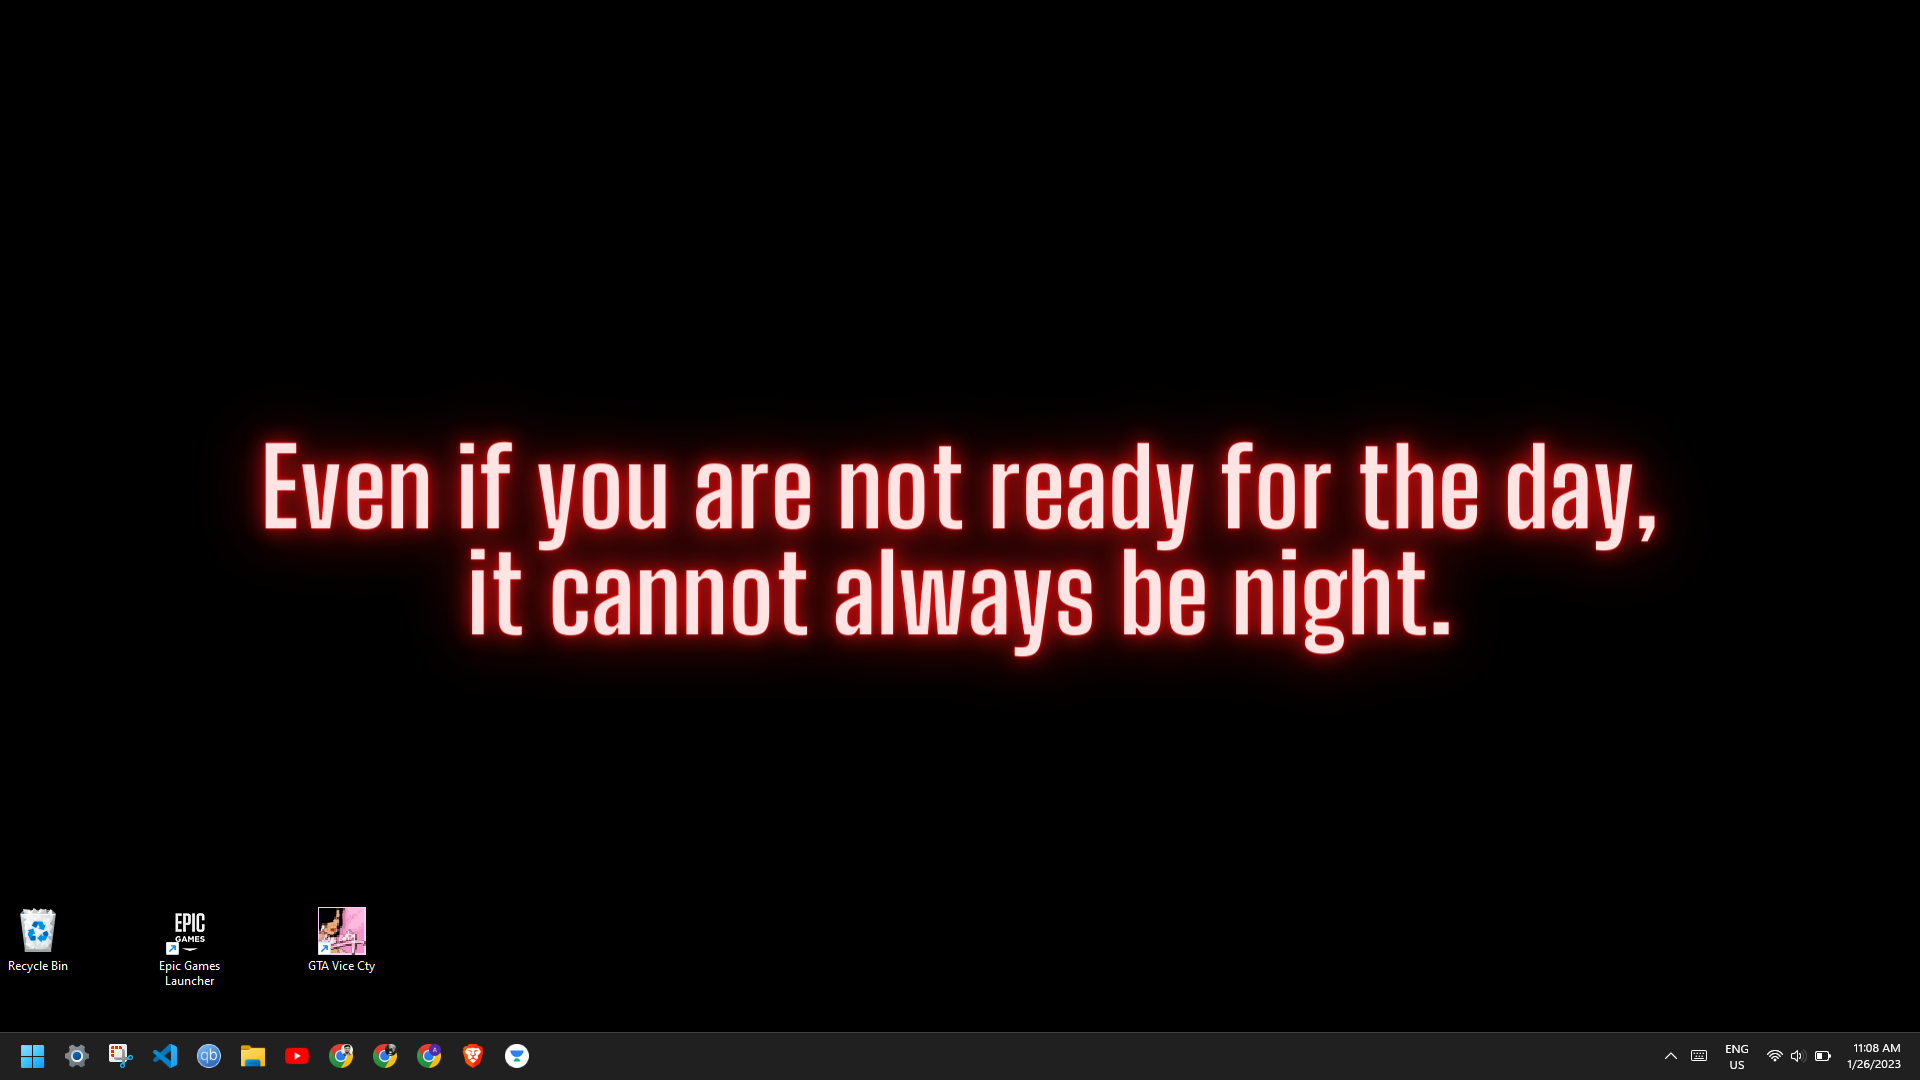 Even if you are not ready for the day,
it cannot always be night.
Recycle Bin
EPIC
GAMES
Epic Games
Launcher
GTA Vice Cty
qb
ENG
US
11:08 AM
1/26/2023